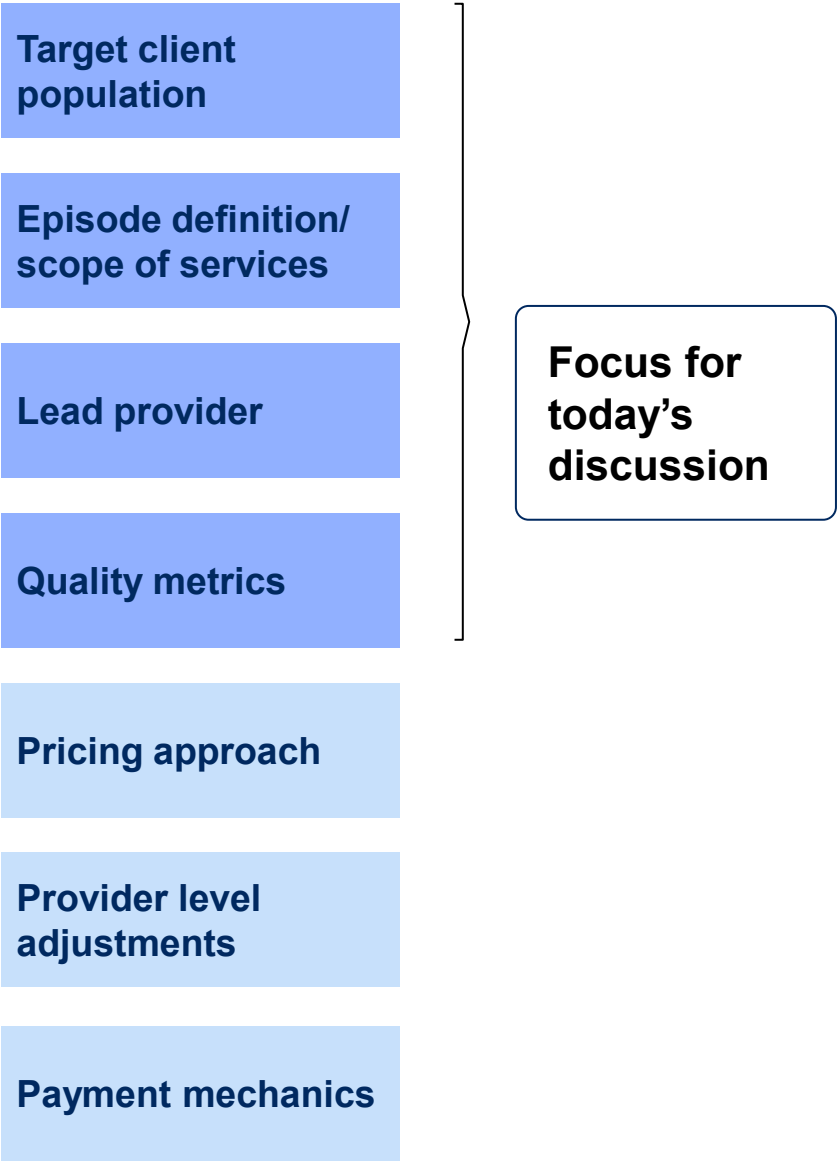 Target client
population
Episode definition/
scope of services
Lead provider
Quality metrics
Pricing approach
Provider level
adjustments
Payment mechanics
Focus for
today’s
discussion